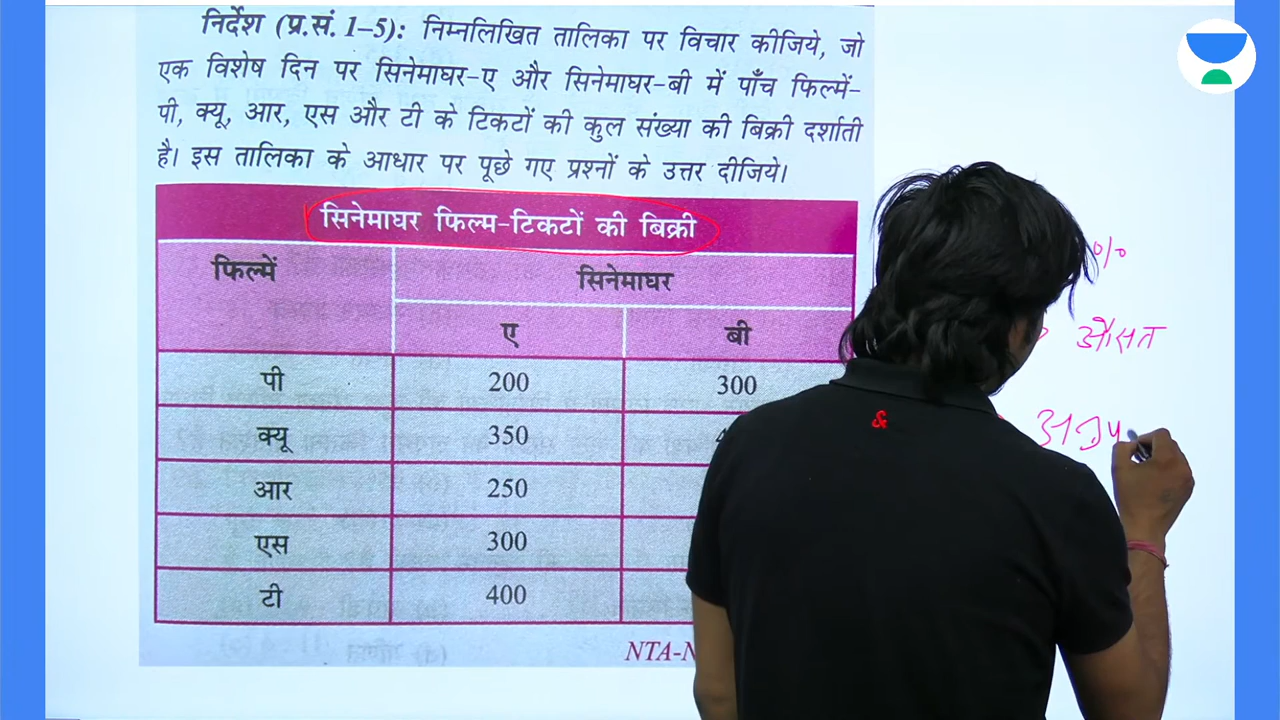 निर्देश (प्र.सं. 1–5): निम्नलिखित तालिका पर विचार कीजिये, जो
एक विशेष दिन पर सिनेमाघर-ए और सिनेमाघर-बी में पाँच फिल्में-
पी, क्यू, आर, एस और टी के टिकटों की कुल संख्या की बिक्री दर्शाती
है। इस तालिका के आधार पर पूछे गए प्रश्नों के उत्तर दीजिये।
सिनेमाघर फिल्म-टिकटों की बिक्री
फिल्में सिनेमाघर
ए बी
पी 200 300
क्यू 350
आर 250
एस 300
टी 400
%
औसत